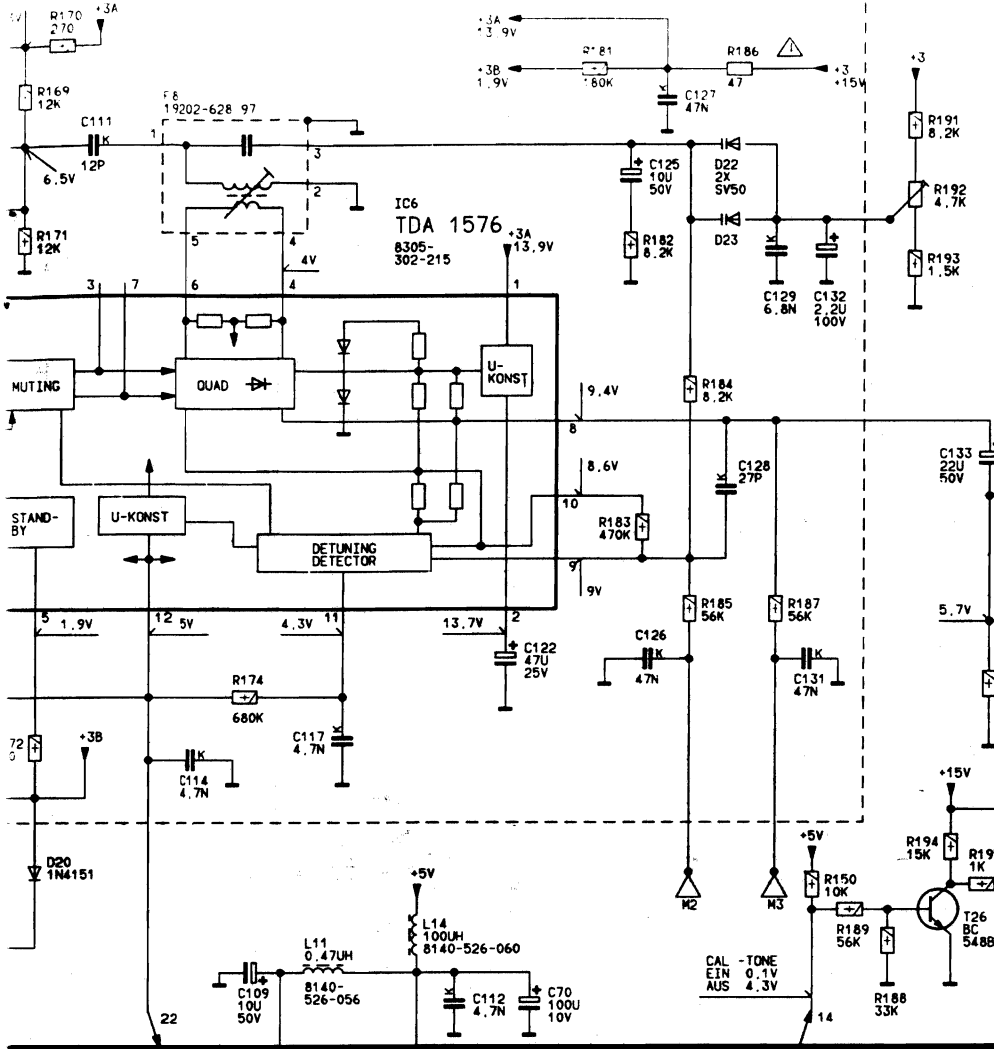 R170
270
+3A
R169
12K
C111
K
12P
6.5V
R171
12K
F8
19202-628 97
1
3
2
5
4
4V
IC6
TDA 1576
8305-
302-215
+3A
13,9V
+3A
13.9V
+3B
1,9V
R181
180K
R186
47
+3
+15V
K
C127
47N
C125
10U
50V
R182
8.2K
D22
2X
SV50
D23
K
C129
6,8N
C132
2,2U
100V
+3
R191
8.2K
R192
4.7K
R193
1.5K
3
7
6
4
1
MUTING
QUAD
U-
KONST
R184
8.2K
9.4V
8
8,6V
10
R183
470K
K
C128
27P
C133
22U
50V
STAND-
BY
U-KONST
DETUNING
DETECTOR
9
9V
5
1.9V
12
5V
4.3V
11
13.7V
2
C122
47U
25V
R185
56K
R187
56K
C126
K
47N
K
C131
47N
5.7V
R174
680K
K
C117
4,7N
72
+3B
K
C114
4.7N
D20
1N4151
M2
M3
+5V
L14
100UH
8140-526-060
L11
0.47UH
8140-
526-056
C109
10U
50V
K
C112
4,7N
C70
100U
10V
22
+5V
R150
10K
R189
56K
R188
33K
+15V
R194
15K
R19
1K
T26
BC
548B
CAL -TONE
EIN 0.1V
AUS 4.3V
14